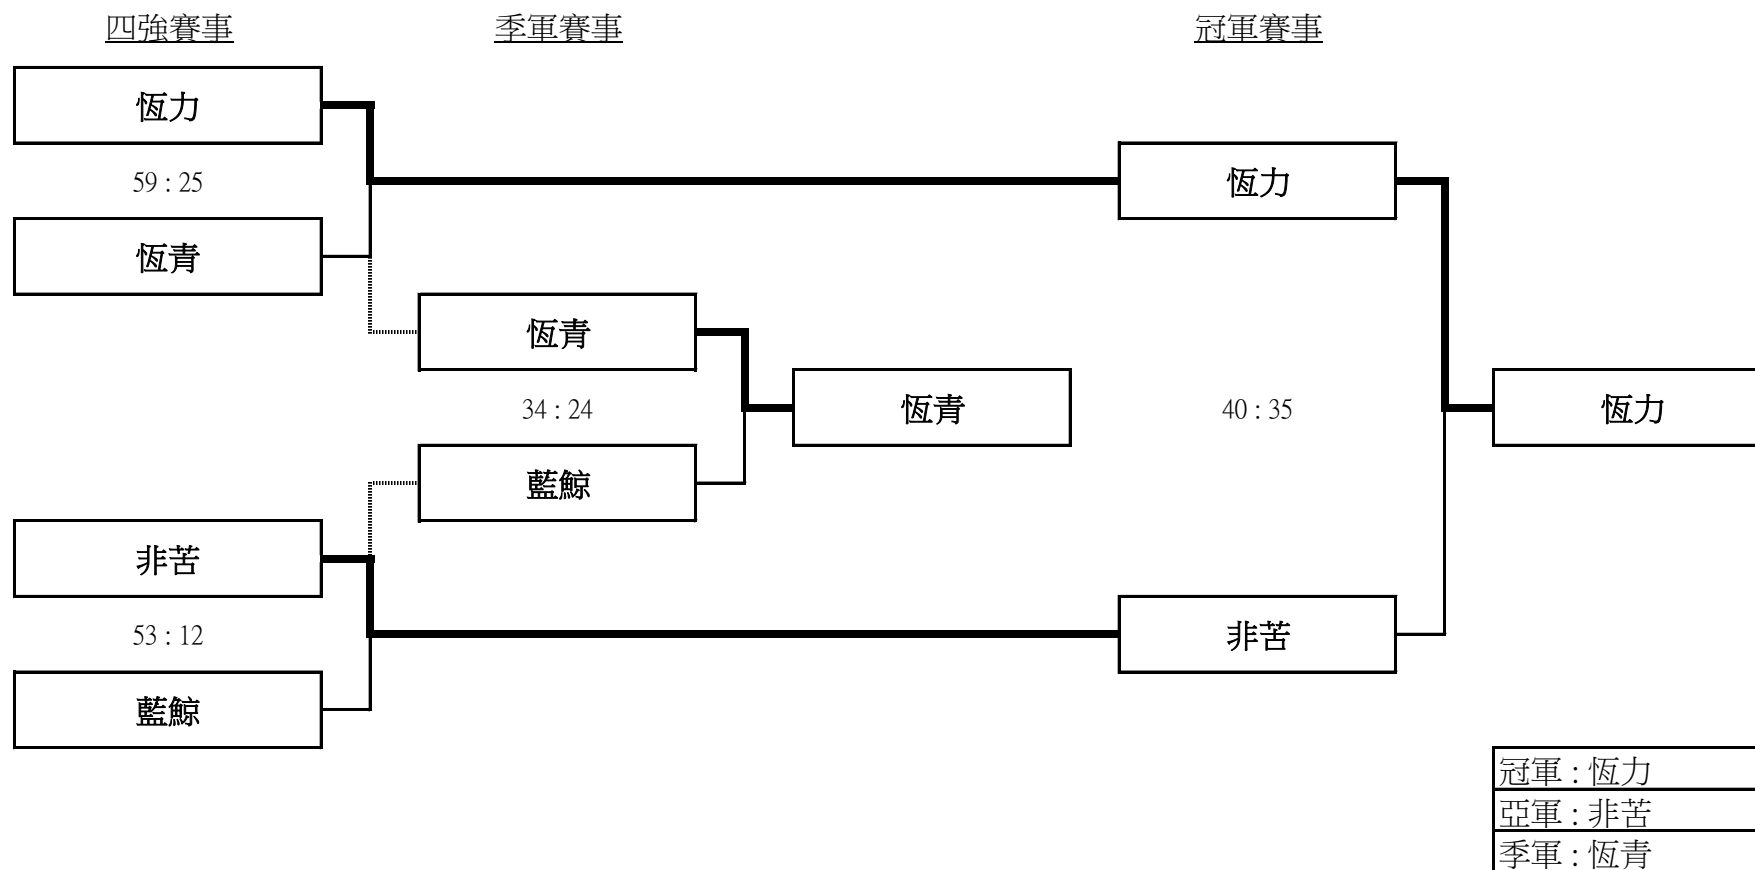 四強賽事
季軍賽事
冠軍賽事
恆力
59 : 25
恆力
恆青
恆青
34 : 24
恆青
40 : 35
恆力
藍鯨
非苦
53 : 12
非苦
藍鯨
冠軍 : 恆力
亞軍 : 非苦
季軍 : 恆青